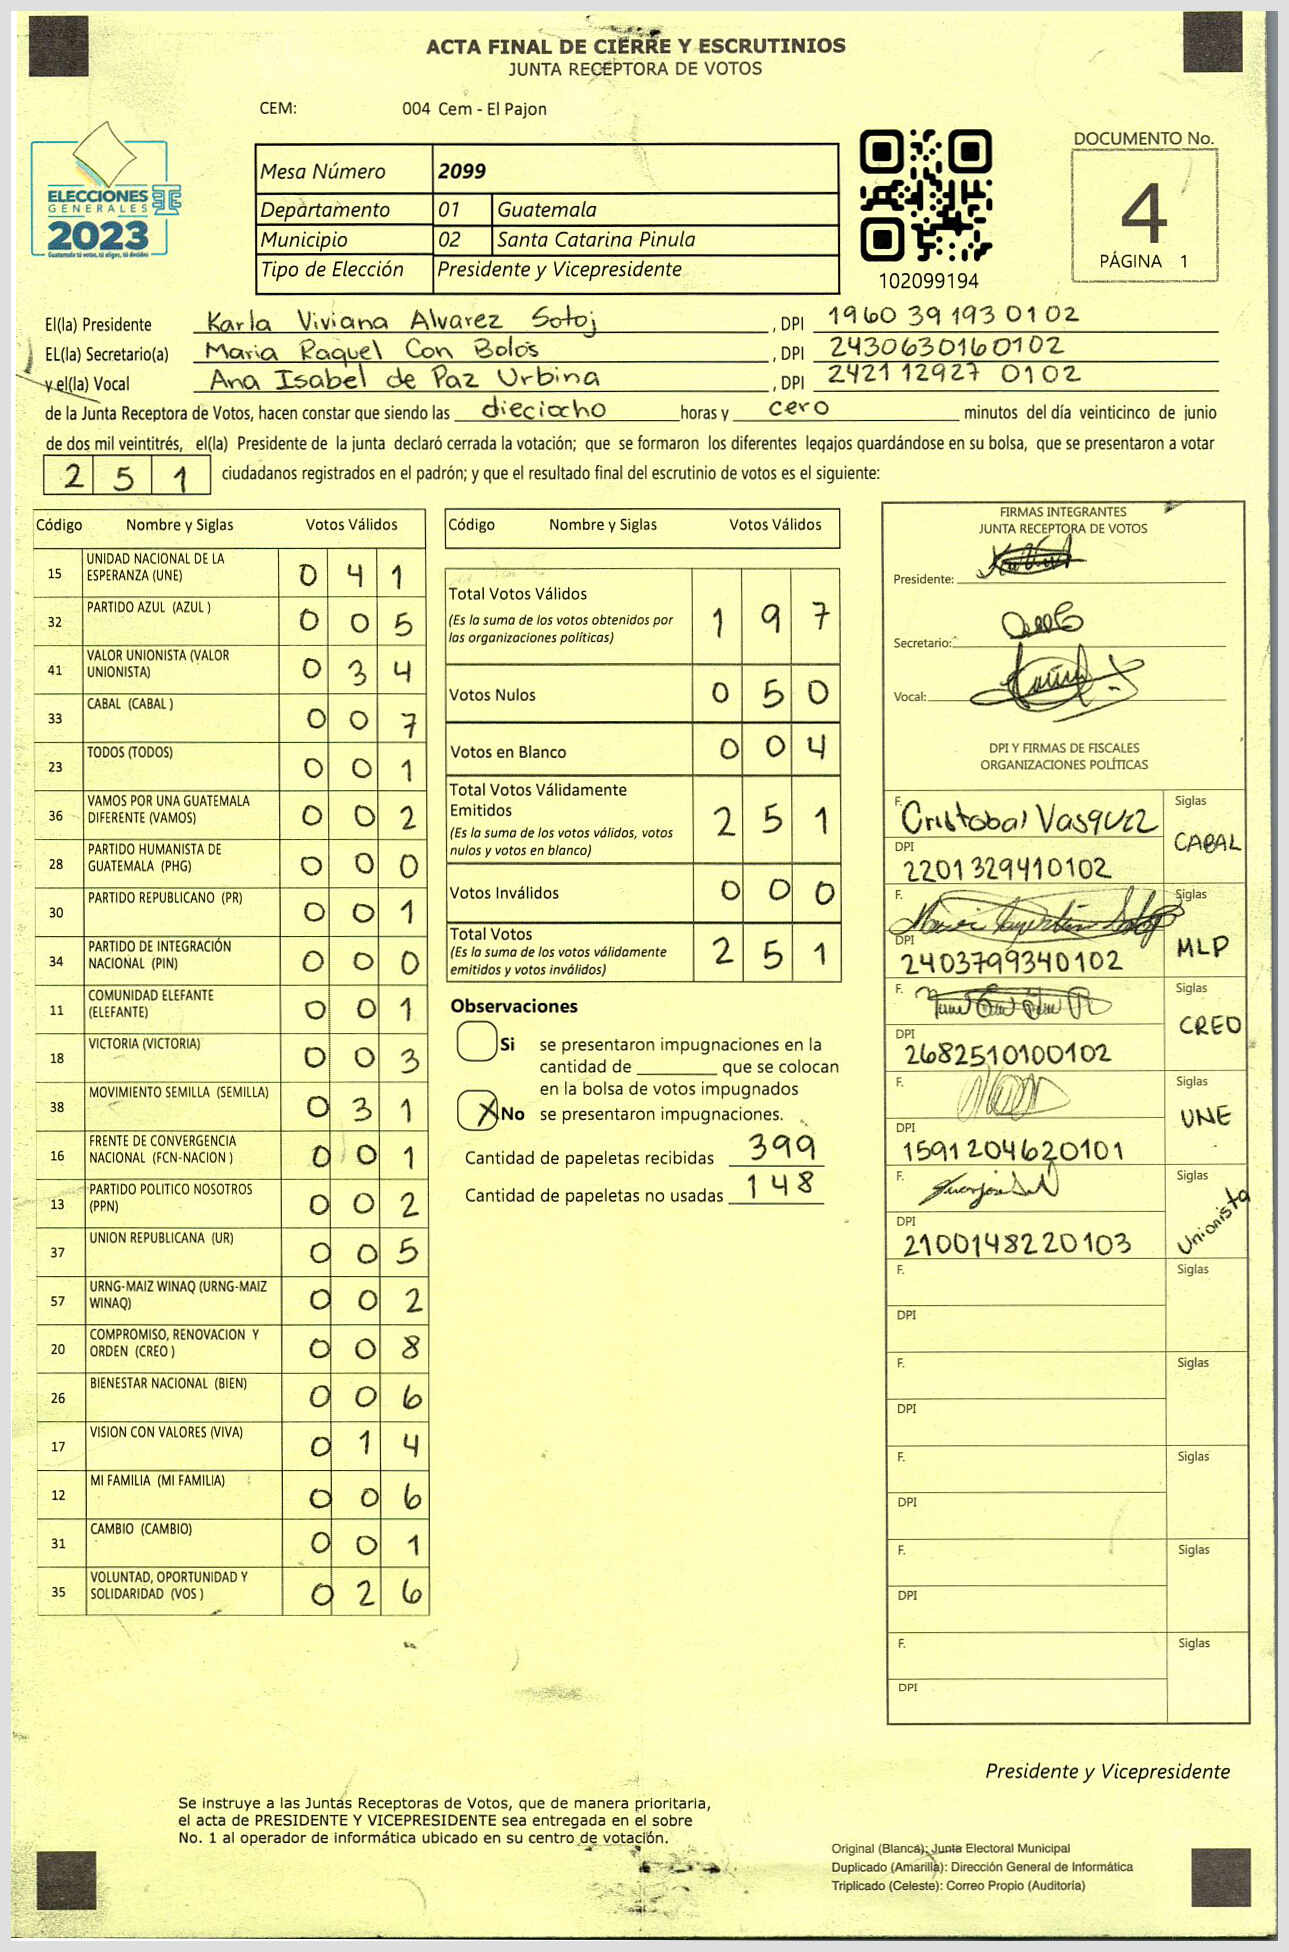 ACTA FINAL DE CIERRE Y ESCRUTINIOS
JUNTA RECEPTORA DE VOTOS
CEM: 004 Cem - El Pajon
ELECCIONES
GENERALES
2023
Guatemala tú votas, tú eliges, tú decides
Mesa Número 2099
Departamento 01 Guatemala
Municipio 02 Santa Catarina Pinula
Tipo de Elección Presidente y Vicepresidente
102099194
DOCUMENTO No.
4
PÁGINA 1
El(la) Presidente Karla Viviana Alvarez Sotoj , DPI 1960 39193 0102
EL(la) Secretario(a) Maria Raquel Con Bolos , DPI 2430630160102
y el(la) Vocal Ana Isabel de Paz Urbina , DPI 2421 12927 0102
de la Junta Receptora de Votos, hacen constar que siendo las dieciocho horas y cero minutos del día veinticinco de junio
de dos mil veintitrés, el(la) Presidente de la junta declaró cerrada la votación; que se formaron los diferentes legajos guardándose en su bolsa, que se presentaron a votar
2 5 1 ciudadanos registrados en el padrón; y que el resultado final del escrutinio de votos es el siguiente:
Código Nombre y Siglas Votos Válidos
15 UNIDAD NACIONAL DE LA ESPERANZA (UNE) 0 4 1
32 PARTIDO AZUL (AZUL ) 0 0 5
41 VALOR UNIONISTA (VALOR UNIONISTA) 0 3 4
33 CABAL (CABAL ) 0 0 7
23 TODOS (TODOS) 0 0 1
36 VAMOS POR UNA GUATEMALA DIFERENTE (VAMOS) 0 0 2
28 PARTIDO HUMANISTA DE GUATEMALA (PHG) 0 0 0
30 PARTIDO REPUBLICANO (PR) 0 0 1
34 PARTIDO DE INTEGRACIÓN NACIONAL (PIN) 0 0 0
11 COMUNIDAD ELEFANTE (ELEFANTE) 0 0 1
18 VICTORIA (VICTORIA) 0 0 3
38 MOVIMIENTO SEMILLA (SEMILLA) 0 3 1
16 FRENTE DE CONVERGENCIA NACIONAL (FCN-NACION ) 0 0 1
13 PARTIDO POLITICO NOSOTROS (PPN) 0 0 2
37 UNION REPUBLICANA (UR) 0 0 5
57 URNG-MAIZ WINAQ (URNG-MAIZ WINAQ) 0 0 2
20 COMPROMISO, RENOVACION Y ORDEN (CREO ) 0 0 8
26 BIENESTAR NACIONAL (BIEN) 0 0 6
17 VISION CON VALORES (VIVA) 0 1 4
12 MI FAMILIA (MI FAMILIA) 0 0 6
31 CAMBIO (CAMBIO) 0 0 1
35 VOLUNTAD, OPORTUNIDAD Y SOLIDARIDAD (VOS ) 0 2 6
Código Nombre y Siglas Votos Válidos
Total Votos Válidos 1 9 7
(Es la suma de los votos obtenidos por
las organizaciones políticas)
Votos Nulos 0 5 0
Votos en Blanco 0 0 4
Total Votos Válidamente
Emitidos 2 5 1
(Es la suma de los votos válidos, votos
nulos y votos en blanco)
Votos Inválidos 0 0 0
Total Votos 2 5 1
(Es la suma de los votos válidamente
emitidos y votos inválidos)
Observaciones
Si se presentaron impugnaciones en la
cantidad de ________ que se colocan
en la bolsa de votos impugnados
X No se presentaron impugnaciones.
Cantidad de papeletas recibidas 399
Cantidad de papeletas no usadas 148
FIRMAS INTEGRANTES
JUNTA RECEPTORA DE VOTOS
Presidente:
Secretario:
Vocal:
DPI Y FIRMAS DE FISCALES
ORGANIZACIONES POLÍTICAS
F. Cristobal Vasquez Siglas CABAL
DPI 2201329410102
F. Siglas MLP
DPI 2403799340102
F. Siglas CREO
DPI 2682510100102
F. Siglas UNE
DPI 1591204620101
F. Siglas Unionista
DPI 2100148220103
F. Siglas
DPI
F. Siglas
DPI
F. Siglas
DPI
F. Siglas
DPI
F. Siglas
DPI
Presidente y Vicepresidente
Se instruye a las Juntas Receptoras de Votos, que de manera prioritaria,
el acta de PRESIDENTE Y VICEPRESIDENTE sea entregada en el sobre
No. 1 al operador de informática ubicado en su centro de votación.
Original (Blanca): Junta Electoral Municipal
Duplicado (Amarilla): Dirección General de Informática
Triplicado (Celeste): Correo Propio (Auditoría)